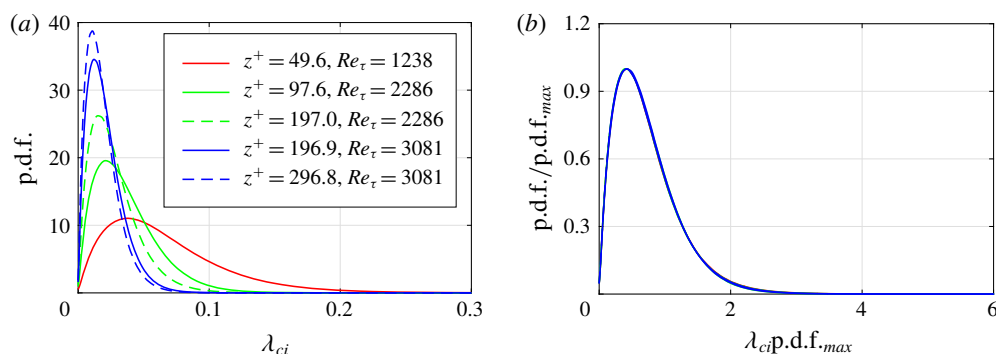 (a)
40
30
20
10
0
0.1
0.2
0.3
p.d.f.
λci
z+ = 49.6, Reτ = 1238
z+ = 97.6, Reτ = 2286
z+ = 197.0, Reτ = 2286
z+ = 196.9, Reτ = 3081
z+ = 296.8, Reτ = 3081
(b)
1.2
0.9
0.6
0.3
0
2
4
6
p.d.f./p.d.f.max
λcip.d.f.max